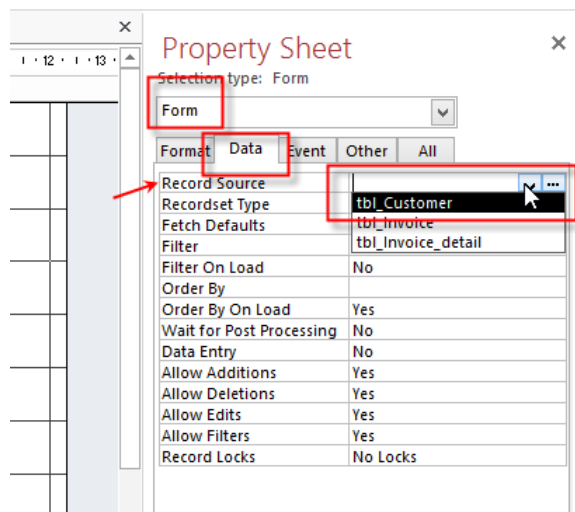 12 · ı · 13 ·
Property Sheet
Selection type: Form
Form
Format Data Event Other All
Record Source
Recordset Type tbl_Customer
Fetch Defaults tbl_Invoice
Filter tbl_Invoice_detail
Filter On Load No
Order By
Order By On Load Yes
Wait for Post Processing No
Data Entry No
Allow Additions Yes
Allow Deletions Yes
Allow Edits Yes
Allow Filters Yes
Record Locks No Locks